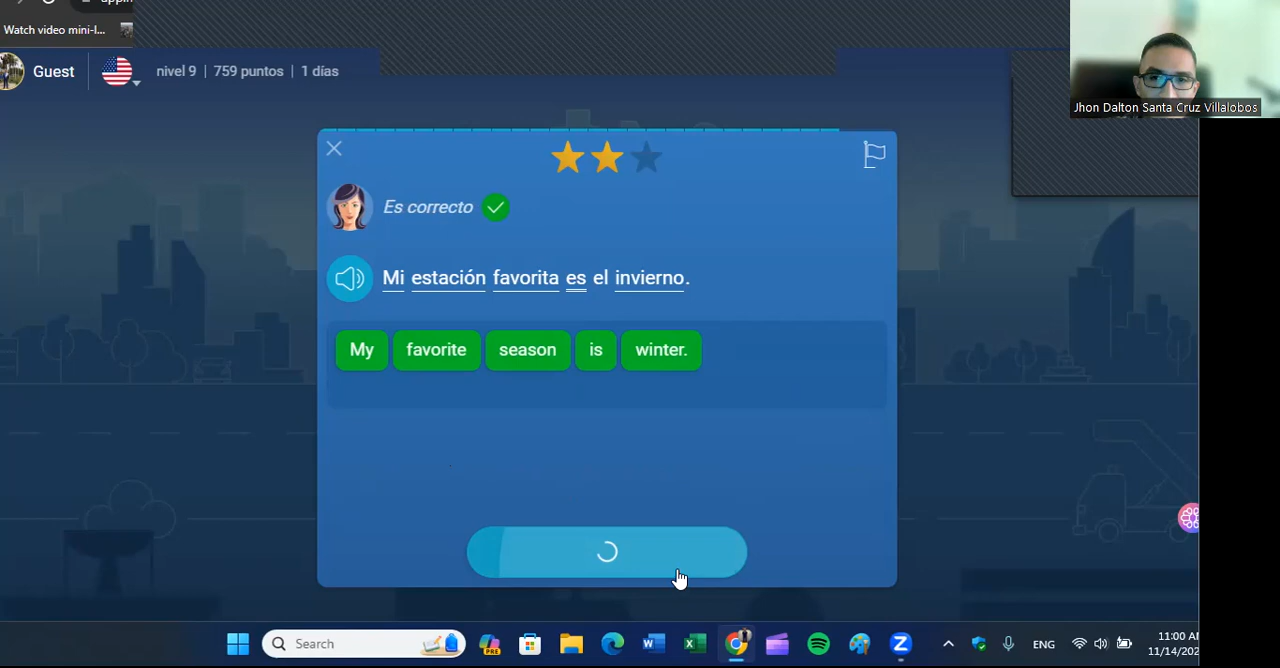 Watch video mini-l...
Guest
nivel 9 | 759 puntos | 1 días
Jhon Dalton Santa Cruz Villalobos
Es correcto
Mi estación favorita es el invierno.
My favorite season is winter.
Search
PRE
ENG
11:00
11/14/202